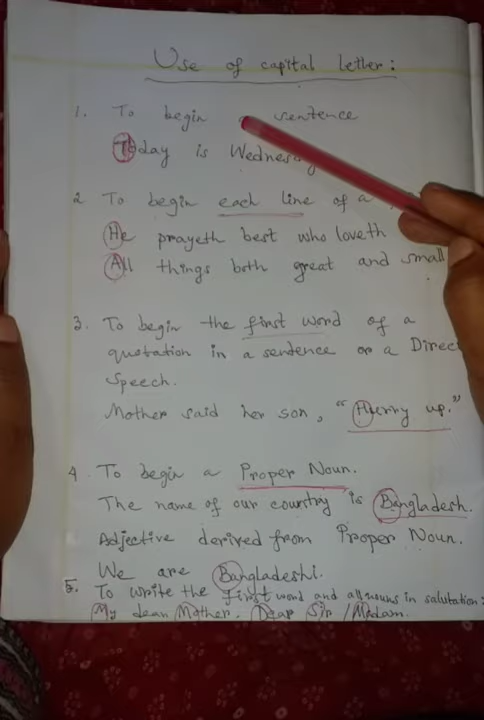 Use of capital letter:
1. To begin a sentence
Today is Wednesday
2 To begin each line of a
He prayeth best who loveth
All things both great and small
3. To begin the first word of a
quotation in a sentence or a Direc
Speech.
Mother said her son, "Hurry up."
4. To begin a Proper Noun.
The name of our country is Bangladesh.
Adjective derived from Proper Noun.
We are Bangladeshi.
5. To write the first word and all nouns in salutation:
My dear Mother, Dear Sir / Madam.